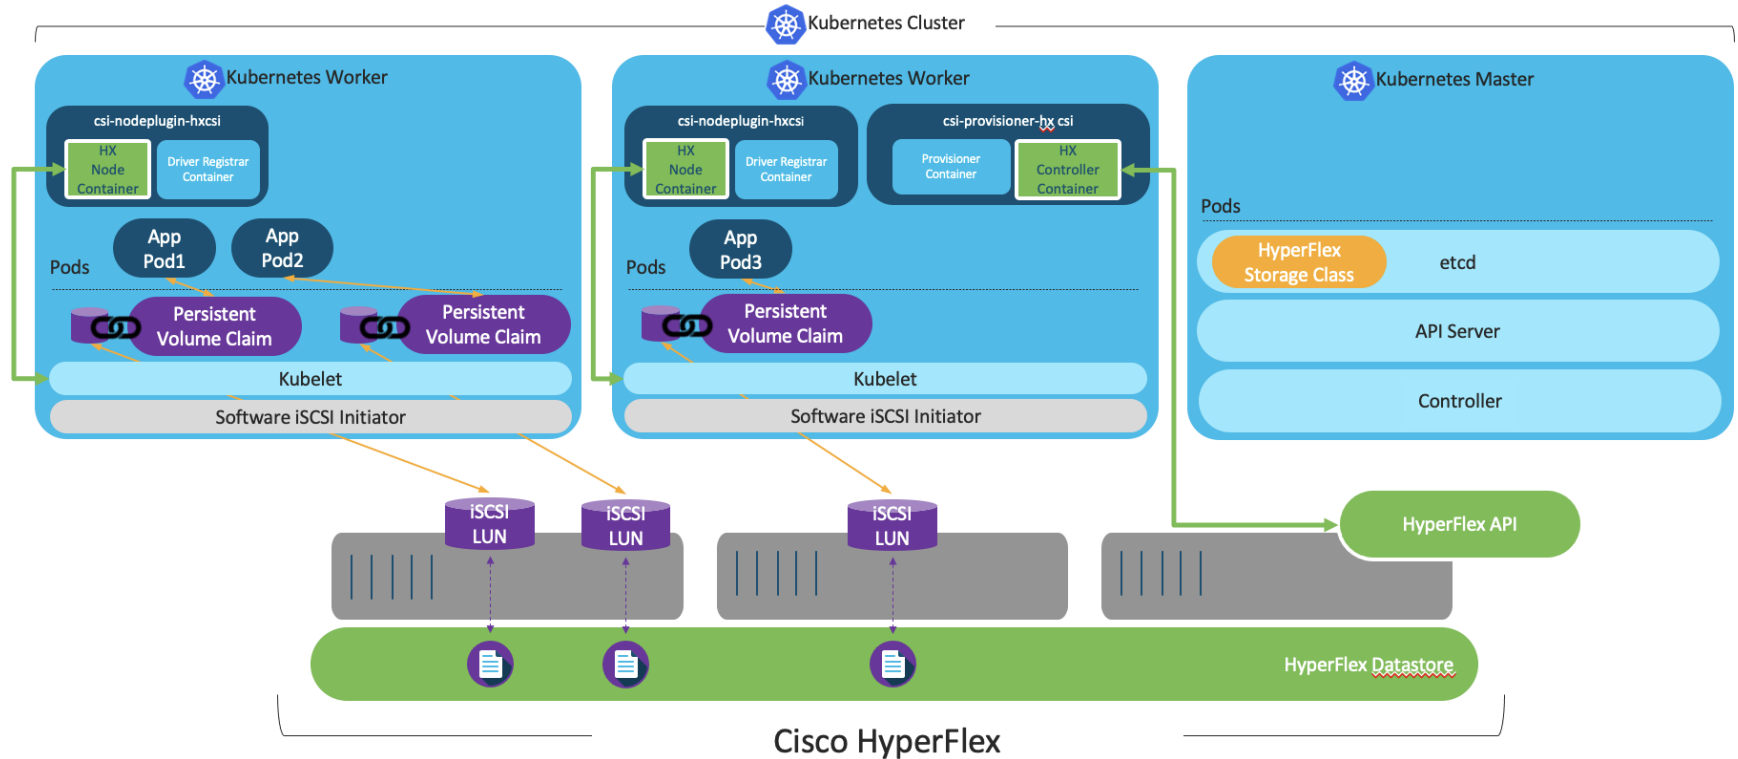 Kubernetes Cluster
Kubernetes Worker
csi-nodeplugin-hxcsi
HX
Node
Container
Driver Registrar
Container
App
Pod1
App
Pod2
Pods
Persistent
Volume Claim
Persistent
Volume Claim
Kubelet
Software iSCSI Initiator
Kubernetes Worker
csi-nodeplugin-hxcsi
HX
Node
Container
Driver Registrar
Container
csi-provisioner-hx csi
Provisioner
Container
HX
Controller
Container
App
Pod3
Pods
Persistent
Volume Claim
Kubelet
Software iSCSI Initiator
Kubernetes Master
Pods
HyperFlex
Storage Class
etcd
API Server
Controller
iSCSI
LUN
iSCSI
LUN
iSCSI
LUN
HyperFlex API
HyperFlex Datastore
Cisco HyperFlex